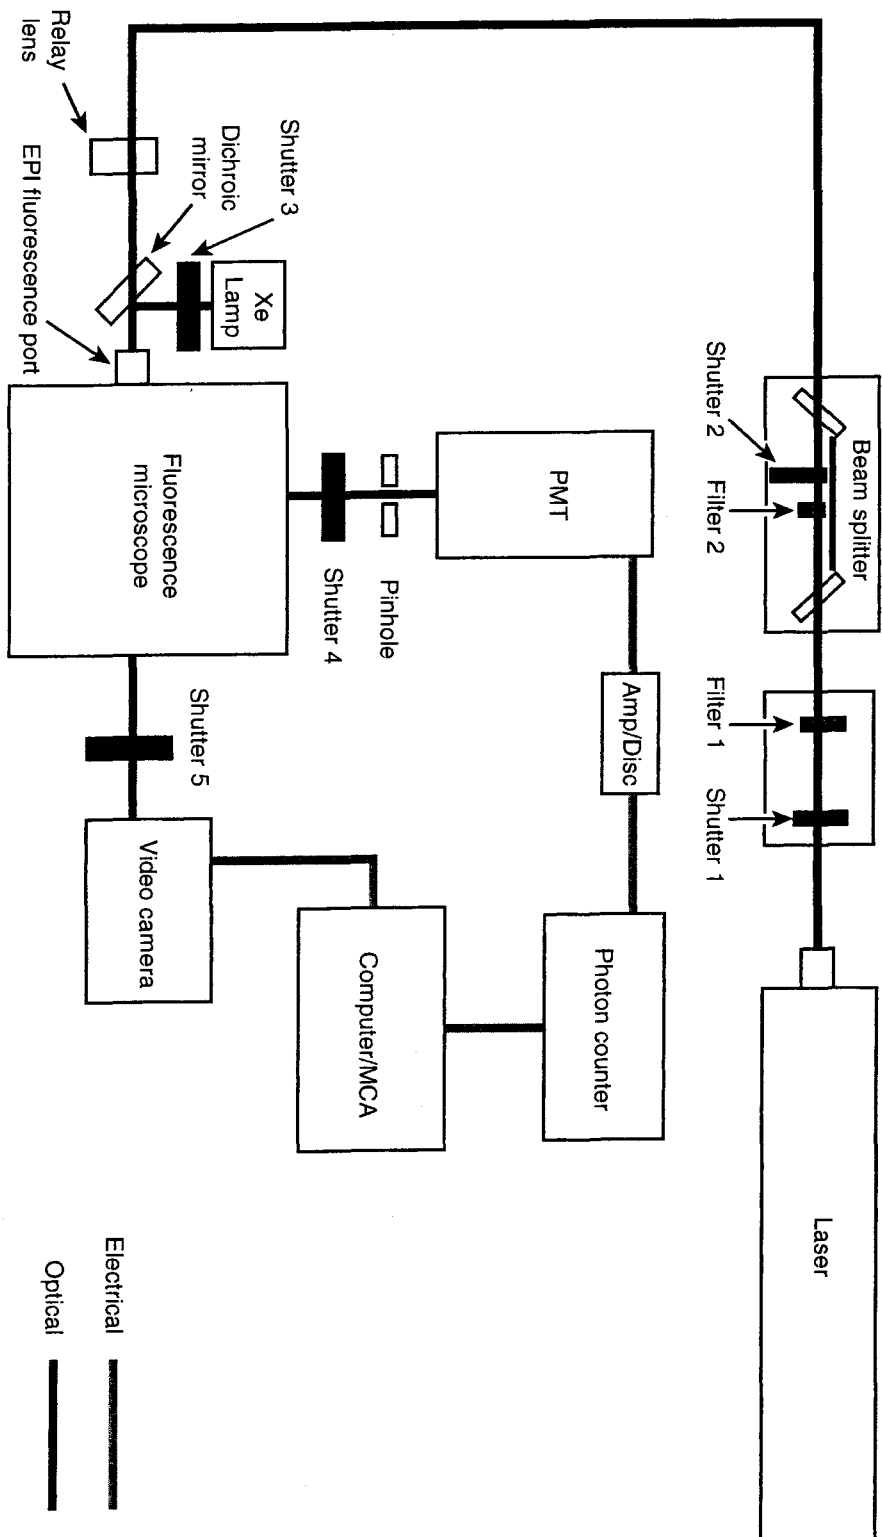 Laser
Beam splitter
Shutter 2
Filter 2
Filter 1
Shutter 1
Relay
lens
EPI fluorescence port
Dichroic
mirror
Shutter 3
Xe
Lamp
Fluorescence
microscope
Shutter 4
Pinhole
PMT
Amp/Disc
Photon counter
Computer/MCA
Shutter 5
Video camera
Electrical
Optical